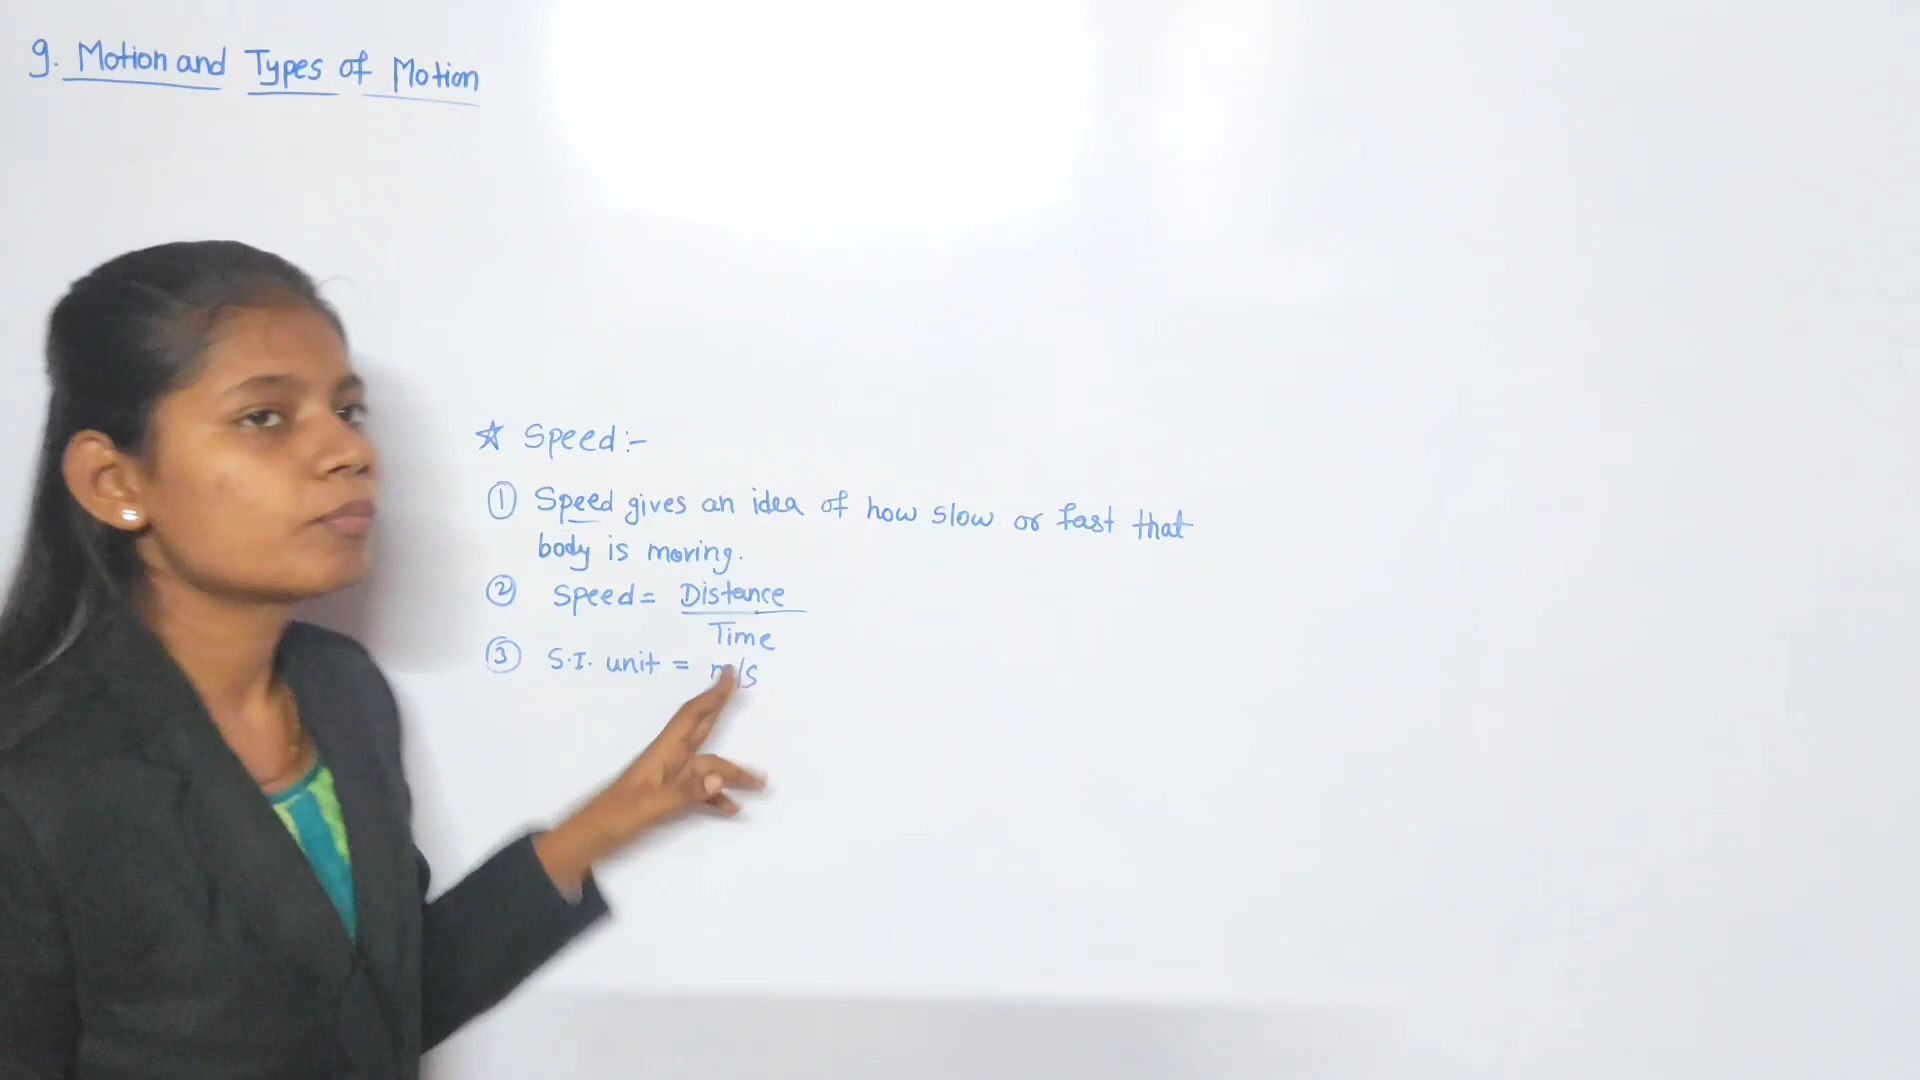 9. Motion and Types of Motion
☆ Speed:-
① Speed gives an idea of how slow or fast that
body is moving.
② Speed = Distance
Time
③ S.I. unit = m/s